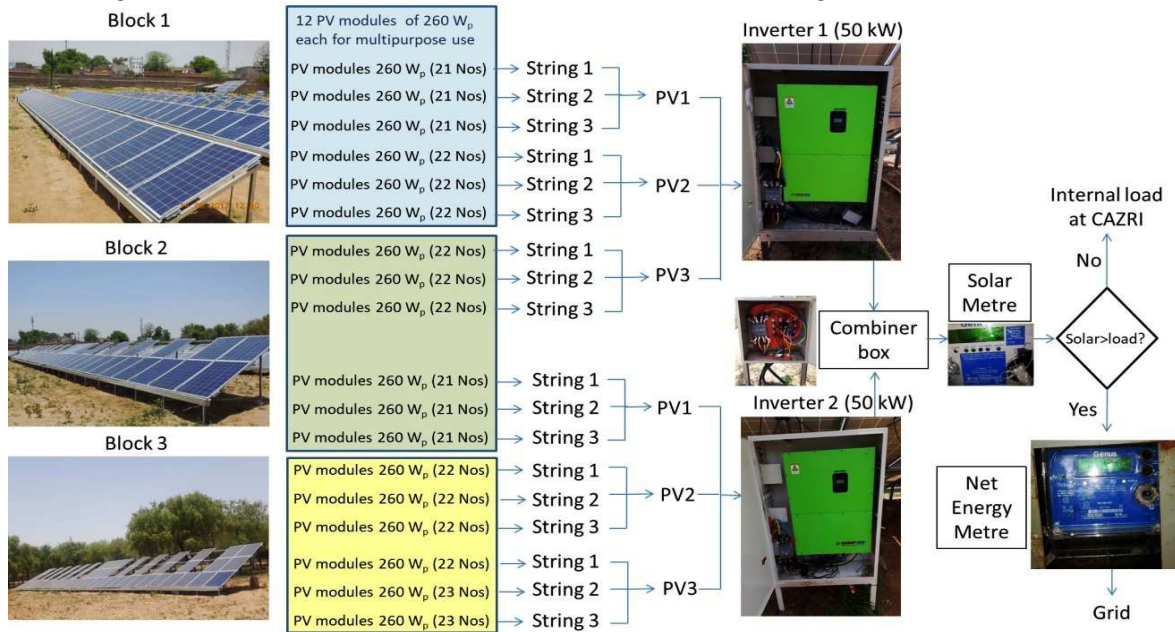 Block 1
12 PV modules of 260 Wp
each for multipurpose use
PV modules 260 Wp (21 Nos)
String 1
PV modules 260 Wp (21 Nos)
String 2
PV modules 260 Wp (21 Nos)
String 3
PV1
PV modules 260 Wp (22 Nos)
String 1
PV modules 260 Wp (22 Nos)
String 2
PV modules 260 Wp (22 Nos)
String 3
PV2
Block 2
PV modules 260 Wp (22 Nos)
String 1
PV modules 260 Wp (22 Nos)
String 2
PV modules 260 Wp (22 Nos)
String 3
PV3
Inverter 1 (50 kW)
PV modules 260 Wp (21 Nos)
String 1
PV modules 260 Wp (21 Nos)
String 2
PV modules 260 Wp (21 Nos)
String 3
PV1
Block 3
PV modules 260 Wp (22 Nos)
String 1
PV modules 260 Wp (22 Nos)
String 2
PV modules 260 Wp (22 Nos)
String 3
PV2
PV modules 260 Wp (22 Nos)
String 1
PV modules 260 Wp (23 Nos)
String 2
PV modules 260 Wp (23 Nos)
String 3
PV3
Inverter 2 (50 kW)
Combiner
box
Solar
Metre
Solar>load?
No
Internal load
at CAZRI
Yes
Net
Energy
Metre
Genus
Grid